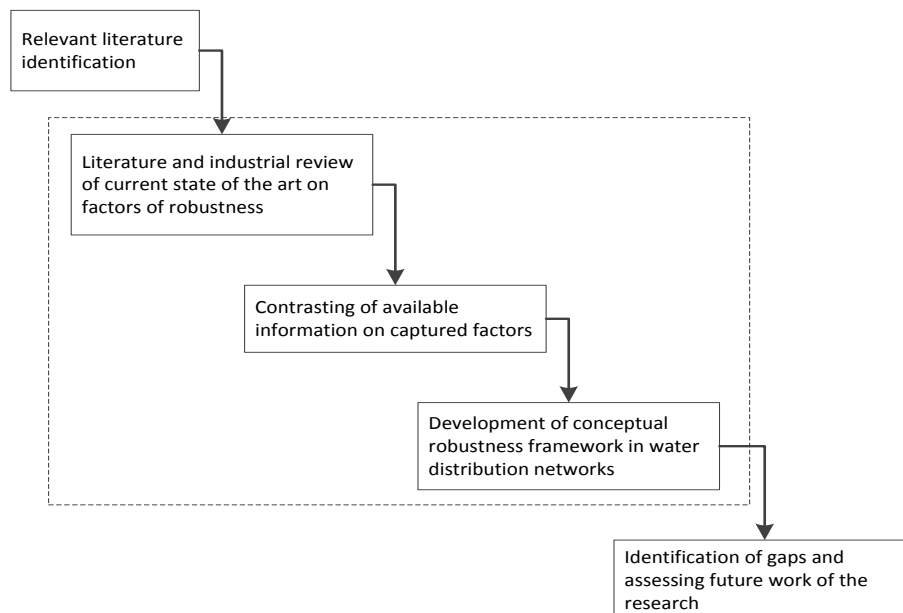 Relevant literature
identification
Literature and industrial review
of current state of the art on
factors of robustness
Contrasting of available
information on captured factors
Development of conceptual
robustness framework in water
distribution networks
Identification of gaps and
assessing future work of the
research